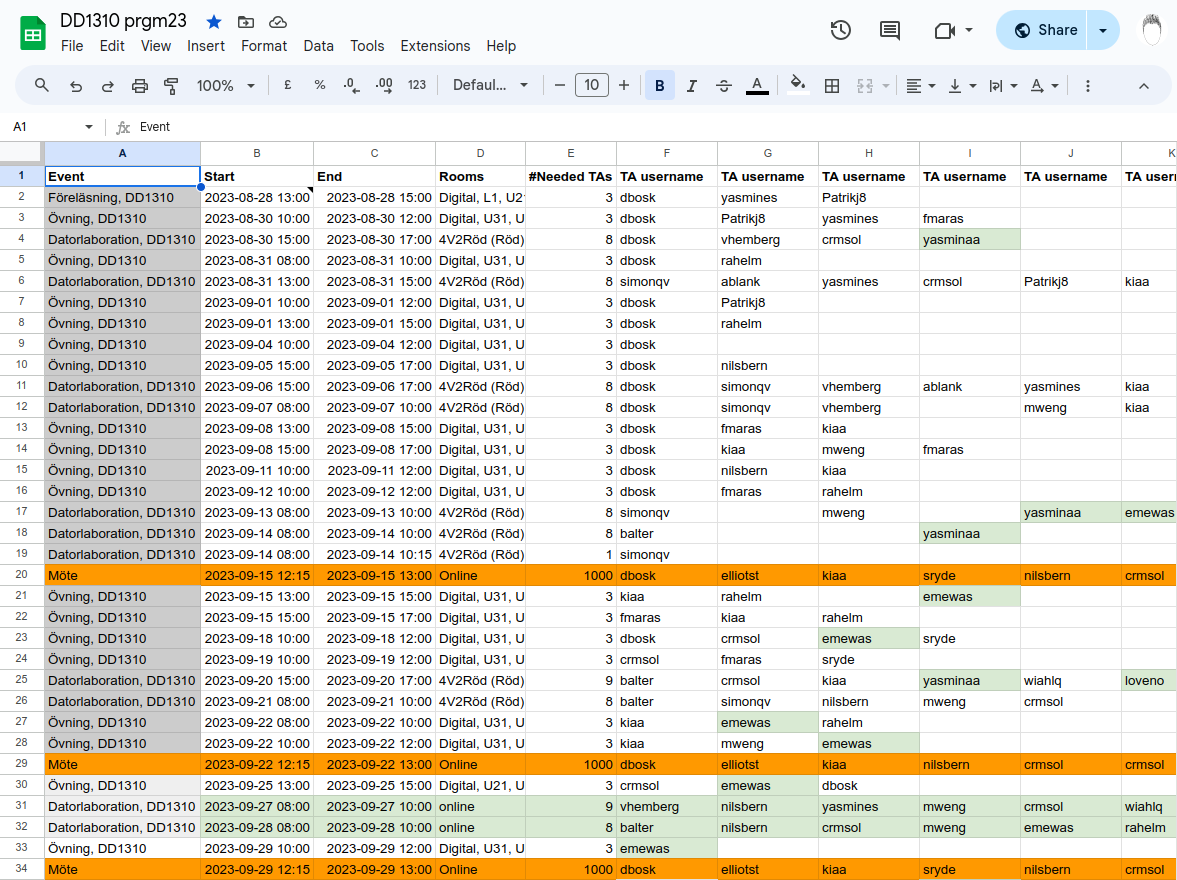 DD1310 prgm23
File Edit View Insert Format Data Tools Extensions Help
Share
100% £ % .0 .00 123 Defaul... 10 B I A A
A1 fx Event
A B C D E F G H I J K
1 Event Start End Rooms #Needed TAs TA username TA username TA username TA username TA username TA user
2 Föreläsning, DD1310 2023-08-28 13:00 2023-08-28 15:00 Digital, L1, U2 3 dbosk yasmines Patrikj8
3 Övning, DD1310 2023-08-30 10:00 2023-08-30 12:00 Digital, U31, U 3 dbosk Patrikj8 yasmines fmaras
4 Datorlaboration, DD1310 2023-08-30 15:00 2023-08-30 17:00 4V2Röd (Röd) 8 dbosk vhemberg crmsol yasminaa
5 Övning, DD1310 2023-08-31 08:00 2023-08-31 10:00 Digital, U31, U 3 dbosk rahelm
6 Datorlaboration, DD1310 2023-08-31 13:00 2023-08-31 15:00 4V2Röd (Röd) 8 simonqv ablank yasmines crmsol Patrikj8 kiaa
7 Övning, DD1310 2023-09-01 10:00 2023-09-01 12:00 Digital, U31, U 3 dbosk Patrikj8
8 Övning, DD1310 2023-09-01 13:00 2023-09-01 15:00 Digital, U31, U 3 dbosk rahelm
9 Övning, DD1310 2023-09-04 10:00 2023-09-04 12:00 Digital, U31, U 3 dbosk
10 Övning, DD1310 2023-09-05 15:00 2023-09-05 17:00 Digital, U31, U 3 dbosk nilsbern
11 Datorlaboration, DD1310 2023-09-06 15:00 2023-09-06 17:00 4V2Röd (Röd) 8 dbosk simonqv vhemberg ablank yasmines kiaa
12 Datorlaboration, DD1310 2023-09-07 08:00 2023-09-07 10:00 4V2Röd (Röd) 8 dbosk simonqv vhemberg mweng kiaa
13 Övning, DD1310 2023-09-08 13:00 2023-09-08 15:00 Digital, U31, U 3 dbosk fmaras kiaa
14 Övning, DD1310 2023-09-08 15:00 2023-09-08 17:00 Digital, U31, U 3 dbosk kiaa mweng fmaras
15 Övning, DD1310 2023-09-11 10:00 2023-09-11 12:00 Digital, U31, U 3 dbosk nilsbern kiaa
16 Övning, DD1310 2023-09-12 10:00 2023-09-12 12:00 Digital, U31, U 3 dbosk fmaras rahelm
17 Datorlaboration, DD1310 2023-09-13 08:00 2023-09-13 10:00 4V2Röd (Röd) 8 simonqv mweng yasminaa emewas
18 Datorlaboration, DD1310 2023-09-14 08:00 2023-09-14 10:00 4V2Röd (Röd) 8 balter yasminaa
19 Datorlaboration, DD1310 2023-09-14 08:00 2023-09-14 10:15 4V2Röd (Röd) 1 simonqv
20 Möte 2023-09-15 12:15 2023-09-15 13:00 Online 1000 dbosk elliotst kiaa sryde nilsbern crmsol
21 Övning, DD1310 2023-09-15 13:00 2023-09-15 15:00 Digital, U31, U 3 kiaa rahelm emewas
22 Övning, DD1310 2023-09-15 15:00 2023-09-15 17:00 Digital, U31, U 3 fmaras kiaa rahelm
23 Övning, DD1310 2023-09-18 10:00 2023-09-18 12:00 Digital, U31, U 3 dbosk crmsol emewas sryde
24 Övning, DD1310 2023-09-19 10:00 2023-09-19 12:00 Digital, U31, U 3 crmsol fmaras sryde
25 Datorlaboration, DD1310 2023-09-20 15:00 2023-09-20 17:00 4V2Röd (Röd) 9 balter crmsol kiaa yasminaa wiahlq loveno
26 Datorlaboration, DD1310 2023-09-21 08:00 2023-09-21 10:00 4V2Röd (Röd) 8 balter simonqv nilsbern mweng crmsol
27 Övning, DD1310 2023-09-22 08:00 2023-09-22 10:00 Digital, U31, U 3 kiaa emewas rahelm
28 Övning, DD1310 2023-09-22 10:00 2023-09-22 12:00 Digital, U31, U 3 kiaa mweng emewas
29 Möte 2023-09-22 12:15 2023-09-22 13:00 Online 1000 dbosk elliotst kiaa nilsbern crmsol crmsol
30 Övning, DD1310 2023-09-25 13:00 2023-09-25 15:00 Digital, U21, U 3 crmsol emewas dbosk
31 Datorlaboration, DD1310 2023-09-27 08:00 2023-09-27 10:00 online 9 vhemberg nilsbern yasmines mweng crmsol wiahlq
32 Datorlaboration, DD1310 2023-09-28 08:00 2023-09-28 10:00 online 8 balter nilsbern crmsol mweng emewas rahelm
33 Övning, DD1310 2023-09-29 10:00 2023-09-29 12:00 Digital, U31, U 3 emewas
34 Möte 2023-09-29 12:15 2023-09-29 13:00 Online 1000 dbosk elliotst kiaa sryde nilsbern crmsol